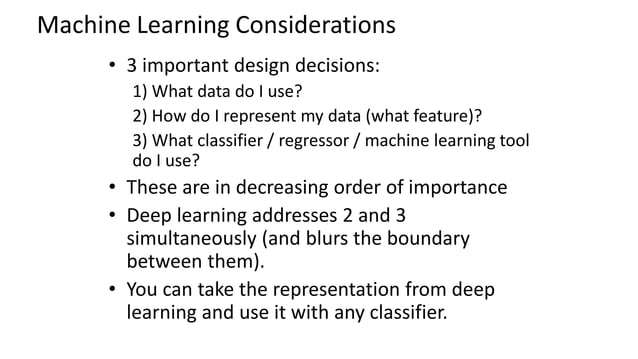 Machine Learning Considerations
• 3 important design decisions:
1) What data do I use?
2) How do I represent my data (what feature)?
3) What classifier / regressor / machine learning tool
do I use?
• These are in decreasing order of importance
• Deep learning addresses 2 and 3
simultaneously (and blurs the boundary
between them).
• You can take the representation from deep
learning and use it with any classifier.